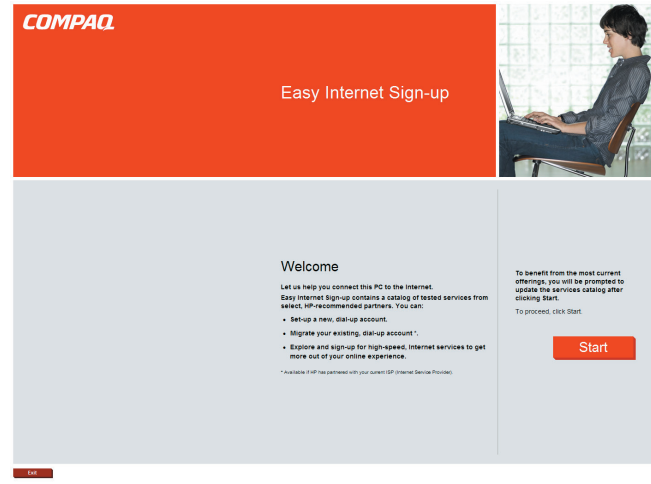 COMPAQ
Easy Internet Sign-up
Welcome
Let us help you connect this PC to the Internet.
Easy Internet Sign-up contains a catalog of tested services from
select, HP-recommended partners. You can:
• Set-up a new, dial-up account.
• Migrate your existing, dial-up account *.
• Explore and sign-up for high-speed, Internet services to get
more out of your online experience.
* Available if HP has partnered with your current ISP (Internet Service Provider).
To benefit from the most current
offerings, you will be prompted to
update the services catalog after
clicking Start.
To proceed, click Start.
Start
Exit